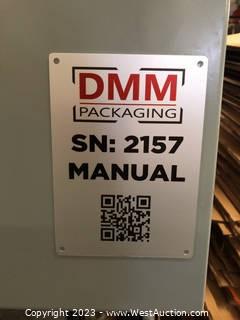 DMM
PACKAGING
SN: 2157
MANUAL
Copyright 2023 - www.WestAuction.com